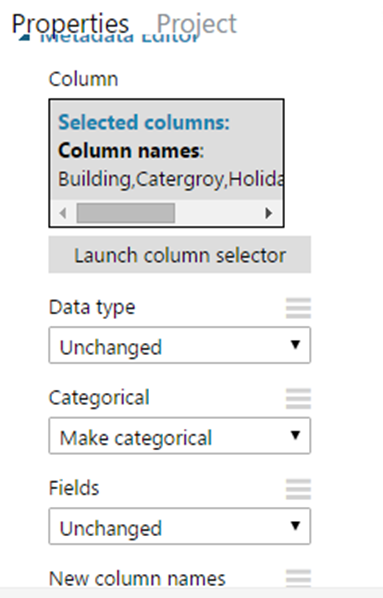 Properties Project
Metadata Editor
Column
Selected columns:
Column names:
Building,Catergroy,Holida
Launch column selector
Data type
Unchanged
Categorical
Make categorical
Fields
Unchanged
New column names